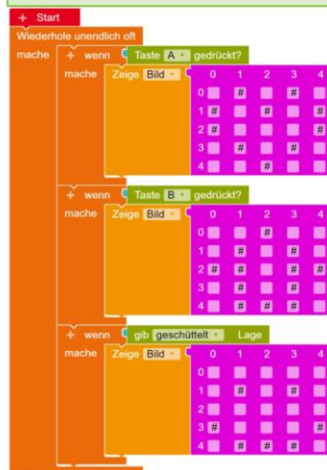 + Start
Wiederhole unendlich oft
mache + wenn Taste A gedrückt?
mache Zeige Bild 0 1 2 3 4
0 # #
1 # # #
2 # #
3 # #
4 #
+ wenn Taste B gedrückt?
mache Zeige Bild 0 1 2 3 4
0 #
1 # #
2 # # # #
3 # #
4 # # #
+ wenn gib geschüttelt Lage
mache Zeige Bild 0 1 2 3 4
0
1 # #
2
3 # #
4 # # #